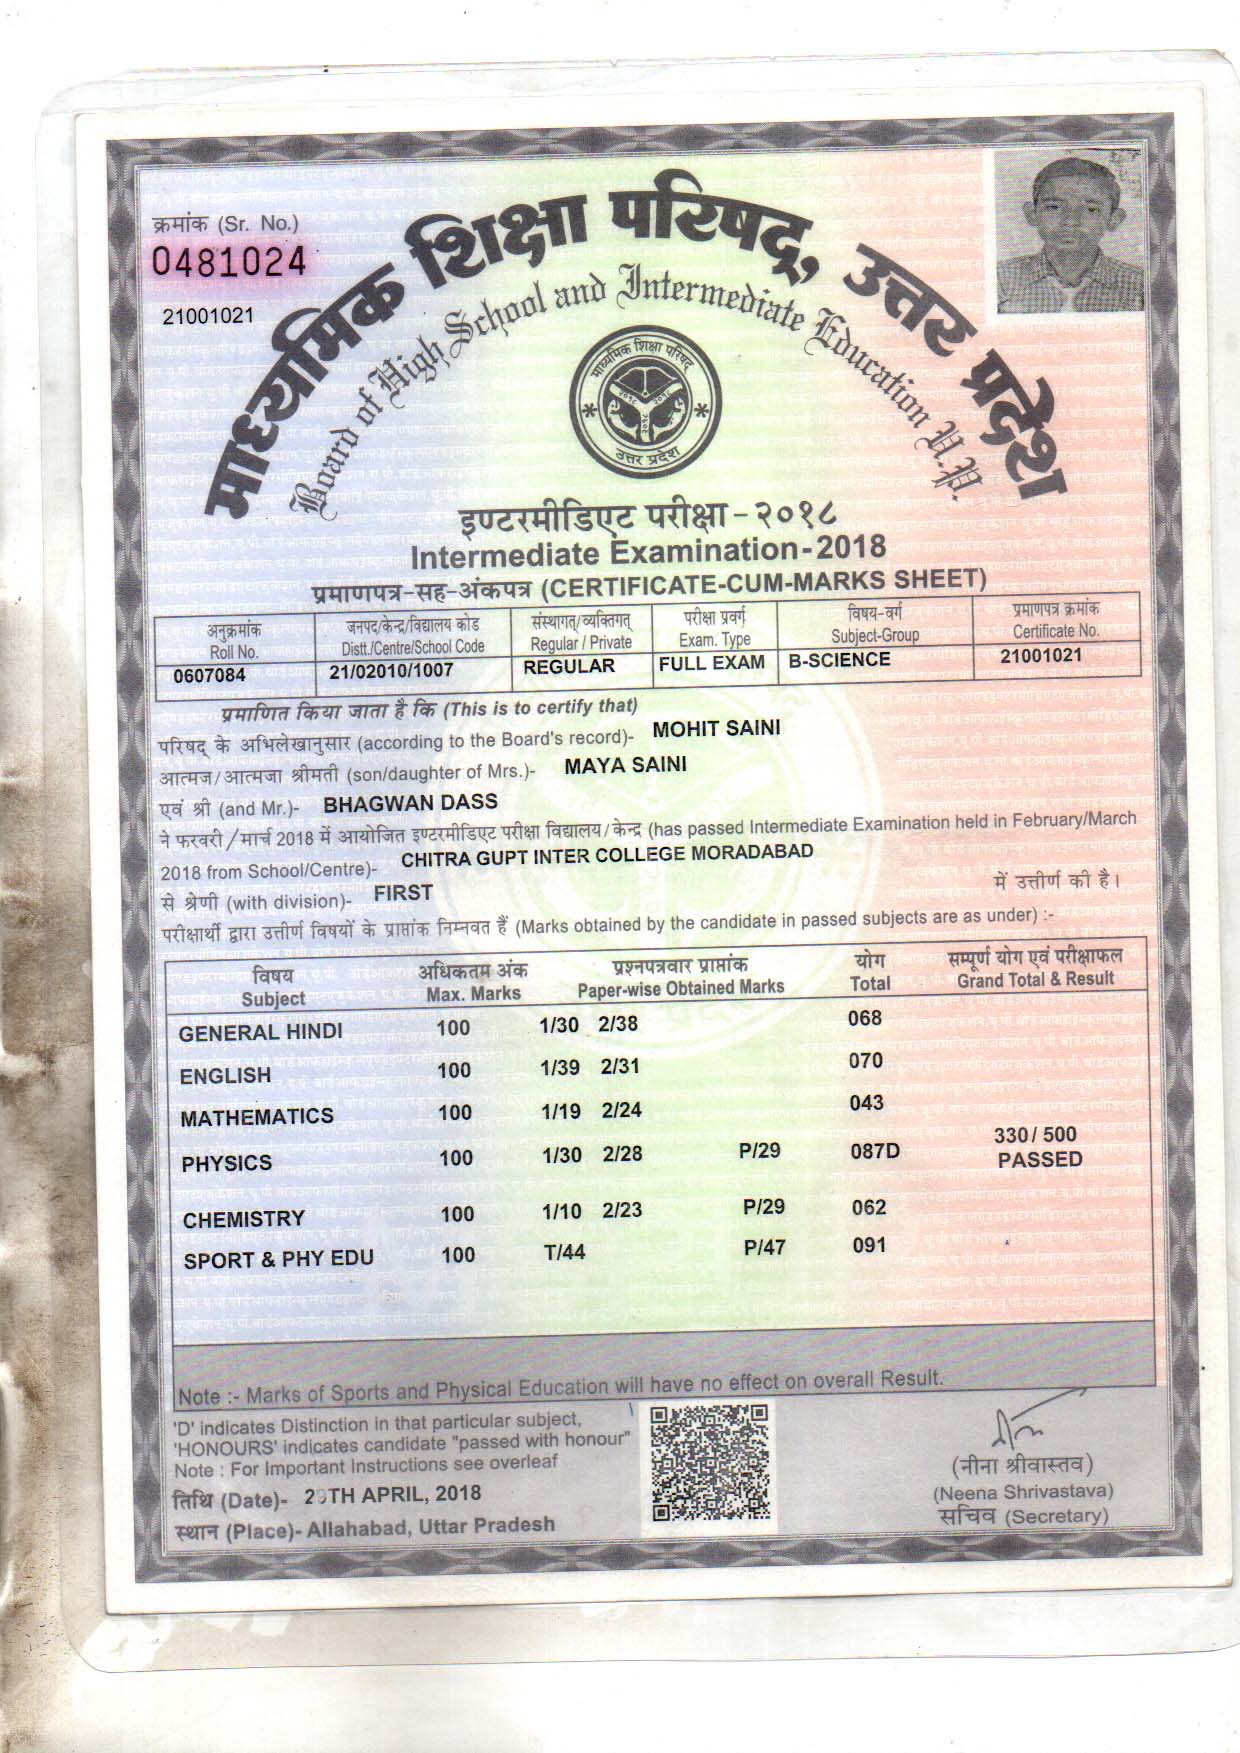 क्रमांक (Sr. No.)
0481024
21001021
माध्यमिक शिक्षा परिषद्, उत्तर प्रदेश
Board of High School and Intermediate Education U.P.
माध्यमिक शिक्षा परिषद्
उत्तर प्रदेश
इण्टरमीडिएट परीक्षा-२०१८
Intermediate Examination-2018
प्रमाणपत्र-सह-अंकपत्र (CERTIFICATE-CUM-MARKS SHEET)
अनुक्रमांक जनपद/केन्द्र/विद्यालय कोड संस्थागत/व्यक्तिगत परीक्षा प्रवर्ग विषय-वर्ग प्रमाणपत्र क्रमांक
Roll No. Distt./Centre/School Code Regular / Private Exam. Type Subject-Group Certificate No.
0607084 21/02010/1007 REGULAR FULL EXAM B-SCIENCE 21001021
प्रमाणित किया जाता है कि (This is to certify that)
परिषद् के अभिलेखानुसार (according to the Board's record)- MOHIT SAINI
आत्मज/आत्मजा श्रीमती (son/daughter of Mrs.)- MAYA SAINI
एवं श्री (and Mr.)- BHAGWAN DASS
ने फरवरी/मार्च 2018 में आयोजित इण्टरमीडिएट परीक्षा विद्यालय/केन्द्र (has passed Intermediate Examination held in February/March
2018 from School/Centre)- CHITRA GUPT INTER COLLEGE MORADABAD
से श्रेणी (with division)- FIRST में उत्तीर्ण की है।
परीक्षार्थी द्वारा उत्तीर्ण विषयों के प्राप्तांक निम्नवत हैं (Marks obtained by the candidate in passed subjects are as under) :-
विषय अधिकतम अंक प्रश्नपत्रवार प्राप्तांक योग सम्पूर्ण योग एवं परीक्षाफल
Subject Max. Marks Paper-wise Obtained Marks Total Grand Total & Result
GENERAL HINDI 100 1/30 2/38 068
ENGLISH 100 1/39 2/31 070
MATHEMATICS 100 1/19 2/24 043
PHYSICS 100 1/30 2/28 P/29 087D 330/ 500
PASSED
CHEMISTRY 100 1/10 2/23 P/29 062
SPORT & PHY EDU 100 T/44 P/47 091
Note :- Marks of Sports and Physical Education will have no effect on overall Result.
'D' indicates Distinction in that particular subject,
'HONOURS' indicates candidate "passed with honour"
Note : For Important Instructions see overleaf
तिथि (Date)- TH APRIL, 2018
स्थान (Place)- Allahabad, Uttar Pradesh
(नीना श्रीवास्तव)
(Neena Shrivastava)
सचिव (Secretary)